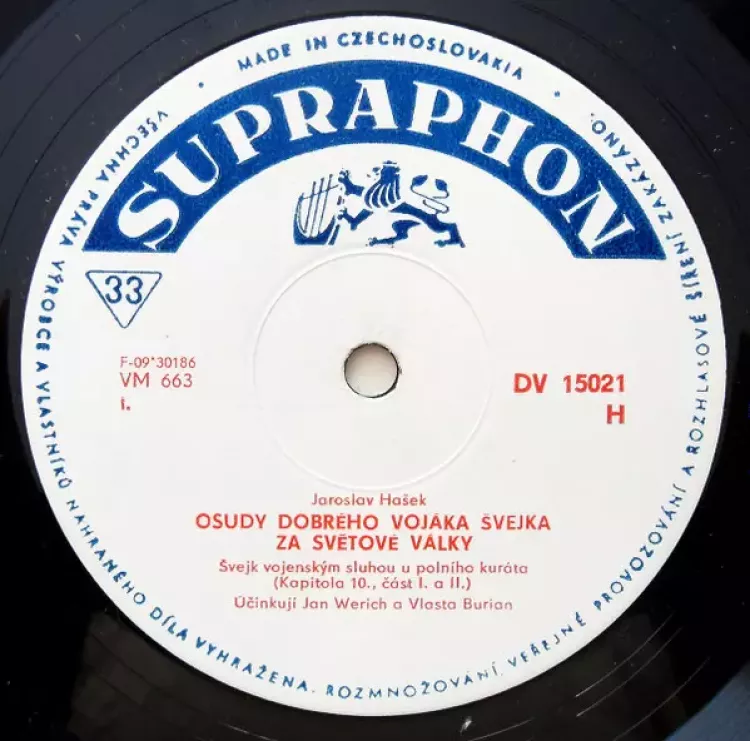 MADE IN CZECHOSLOVAKIA
SUPRAPHON
33
F-09*30186
VM 663
I.
DV 15021
H
Jaroslav Hašek
OSUDY DOBRÉHO VOJÁKA ŠVEJKA
ZA SVĚTOVÉ VÁLKY
Švejk vojenským sluhou u polního kuráta
(Kapitola 10., část I. a II.)
Účinkují Jan Werich a Vlasta Burian
VŠECHNA PRÁVA VÝROBCE A VLASTNÍKŮ NAHRANÉHO DÍLA VYHRAŽENA. ROZMNOŽOVÁNÍ, VEŘEJNÉ PROVOZOVÁNÍ A ROZHLASOVÉ ŠÍŘENÍ ZAKÁZÁNO.